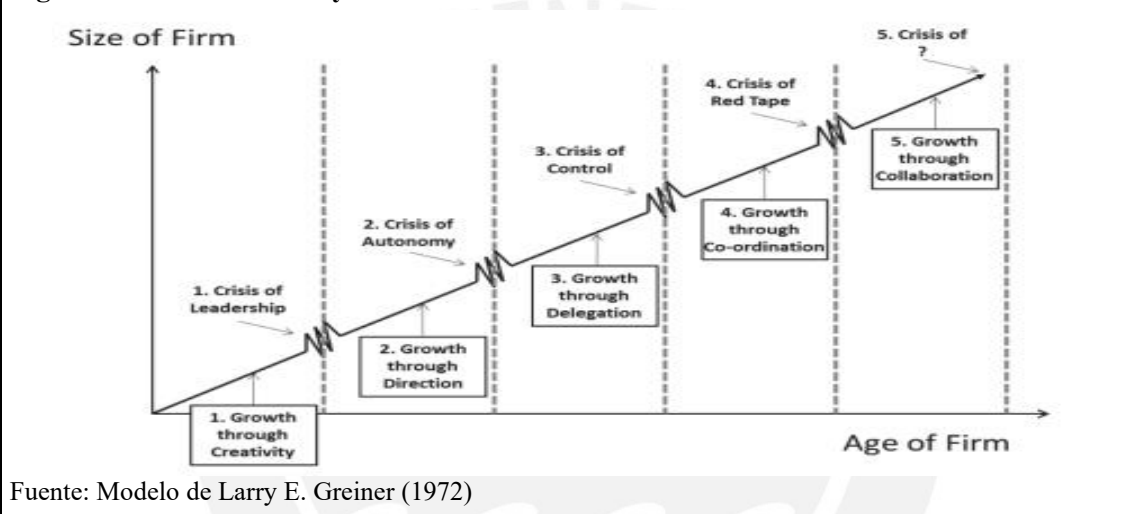 Size of Firm
5. Crisis of
?
4. Crisis of
Red Tape
3. Crisis of
Control
2. Crisis of
Autonomy
1. Crisis of
Leadership
5. Growth
through
Collaboration
4. Growth
through
Co-ordination
3. Growth
through
Delegation
2. Growth
through
Direction
1. Growth
through
Creativity
Age of Firm
Fuente: Modelo de Larry E. Greiner (1972)